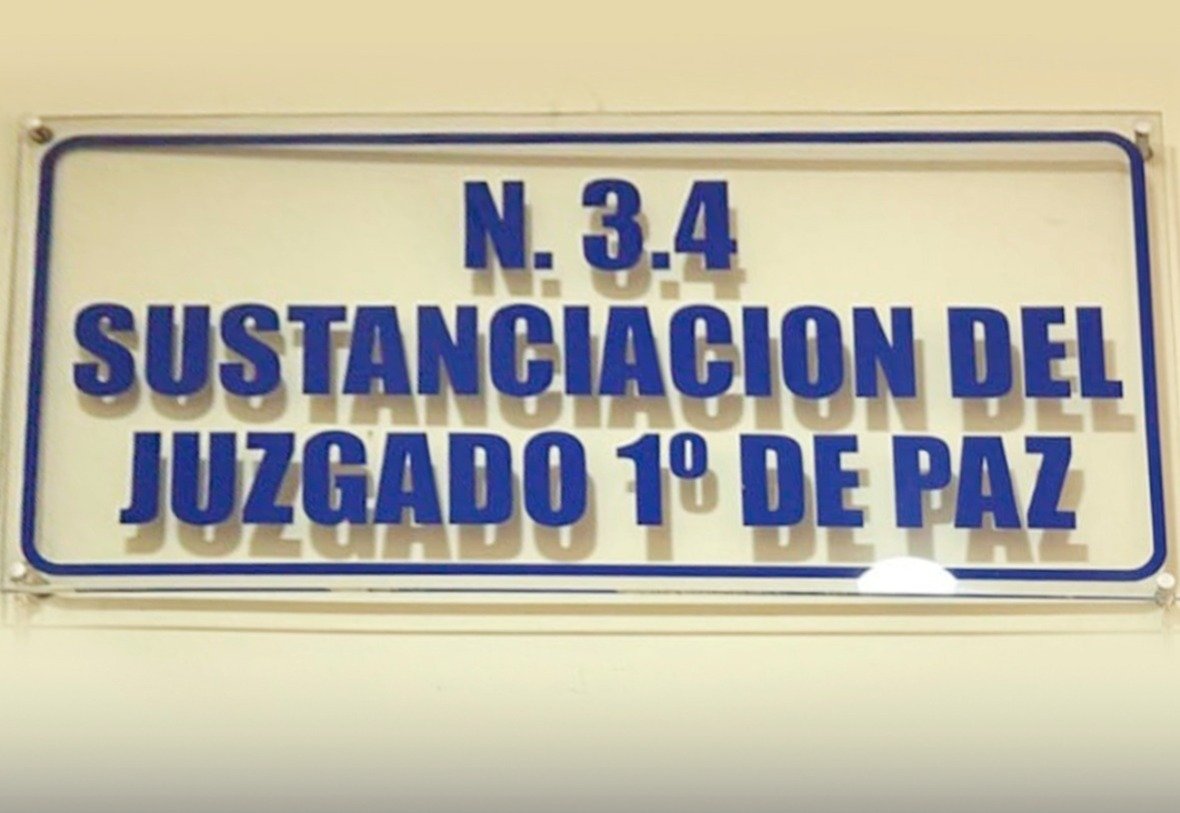 N. 3.4
SUSTANCIACION DEL
JUZGADO 1º DE PAZ